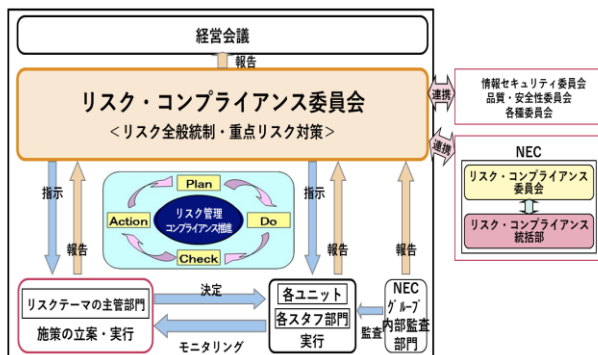 経営会議
報告
リスク・コンプライアンス委員会
＜リスク全般統制・重点リスク対策＞
連携
情報セキュリティ委員会
品質・安全性委員会
各種委員会
連携
NEC
リスク・コンプライアンス
委員会
リスク・コンプライアンス
統括部
指示
報告
Plan
Action
リスク管理
コンプライアンス推進
Do
Check
指示
報告
報告
リスクテーマの主管部門
施策の立案・実行
決定
モニタリング
各ユニット
各スタッフ部門
実行
監査
NEC
グループ
内部監査
部門